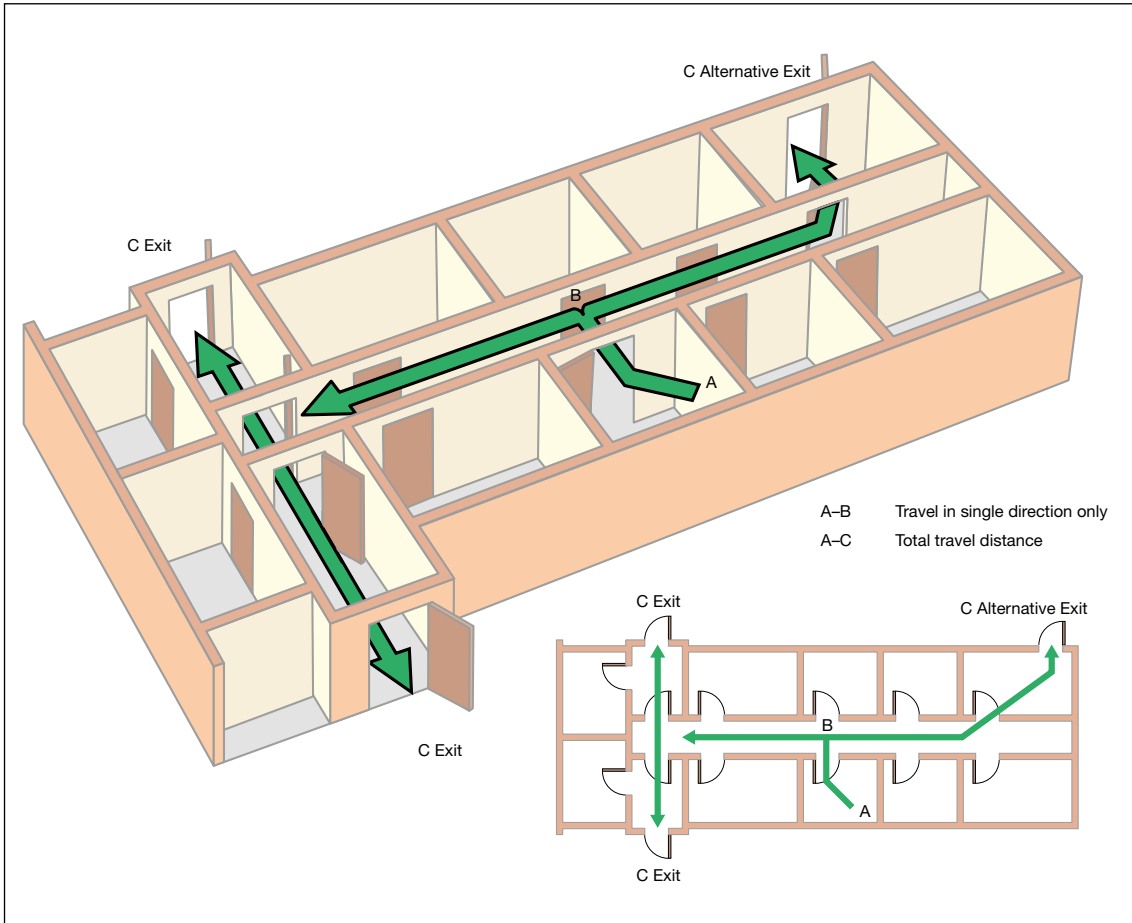 C Alternative Exit
C Exit
B
A
A–B Travel in single direction only
A–C Total travel distance
C Exit
C Exit
C Alternative Exit
B
A
C Exit